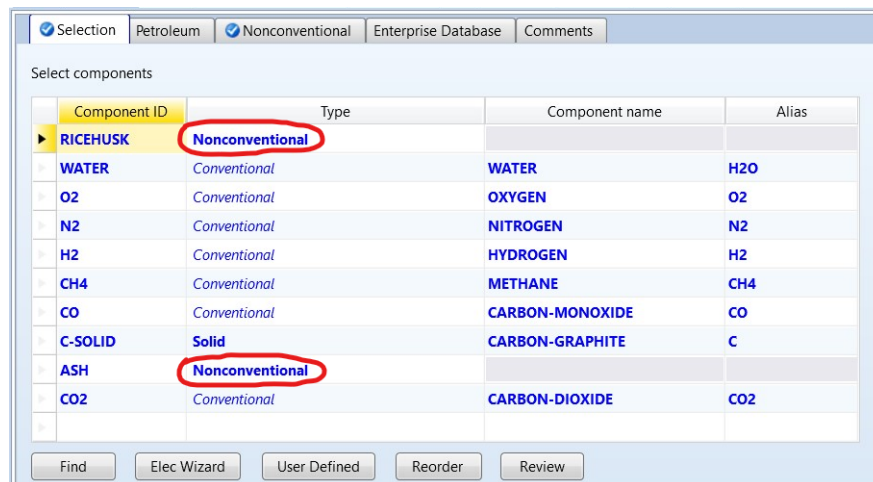 Selection Petroleum Nonconventional Enterprise Database Comments
Select components
Component ID Type Component name Alias
RICEHUSK Nonconventional
WATER Conventional WATER H2O
O2 Conventional OXYGEN O2
N2 Conventional NITROGEN N2
H2 Conventional HYDROGEN H2
CH4 Conventional METHANE CH4
CO Conventional CARBON-MONOXIDE CO
C-SOLID Solid CARBON-GRAPHITE C
ASH Nonconventional
CO2 Conventional CARBON-DIOXIDE CO2
Find Elec Wizard User Defined Reorder Review